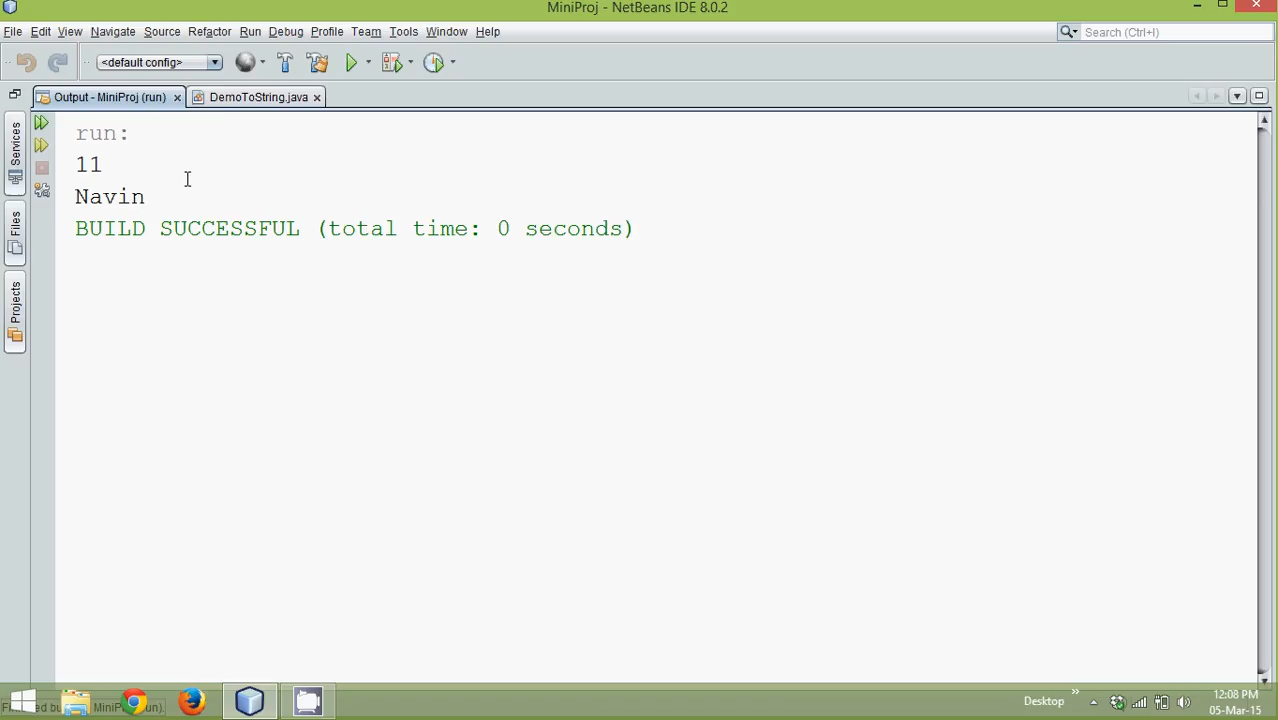 MiniProj - NetBeans IDE 8.0.2
File Edit View Navigate Source Refactor Run Debug Profile Team Tools Window Help
Search (Ctrl+I)
<default config>
Output - MiniProj (run)
DemoToString.java
Services
Files
Projects
run:
11
Navin
BUILD SUCCESSFUL (total time: 0 seconds)
Desktop
12:08 PM
05-Mar-15